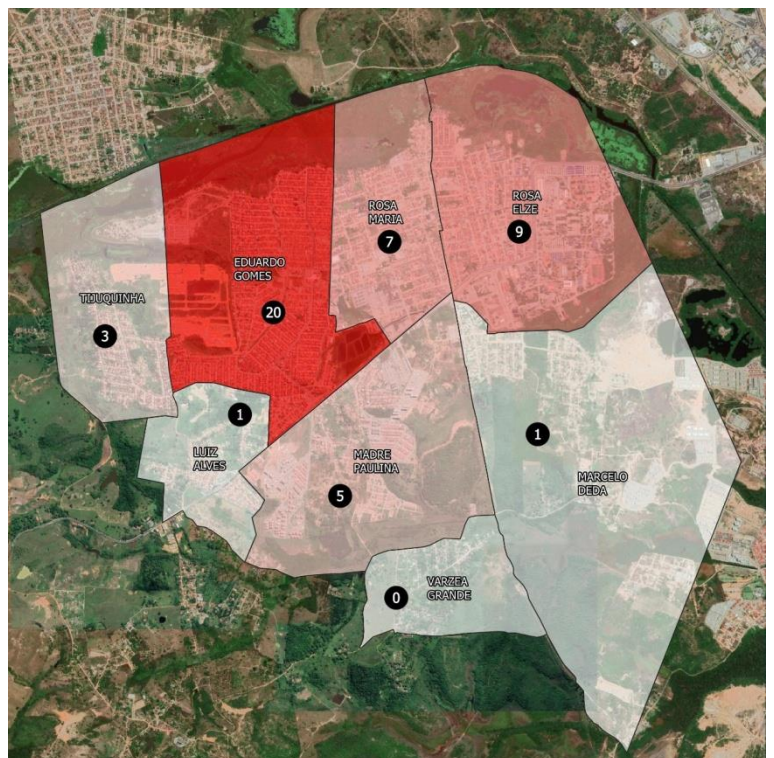 ROSA
ELZE
9
ROSA
MARIA
7
EDUARDO
GOMES
20
TIJUQUINHA
3
1
LUIZ
ALVES
MADRE
PAULINA
5
1
MARCELO
DEDA
VARZEA
GRANDE
0